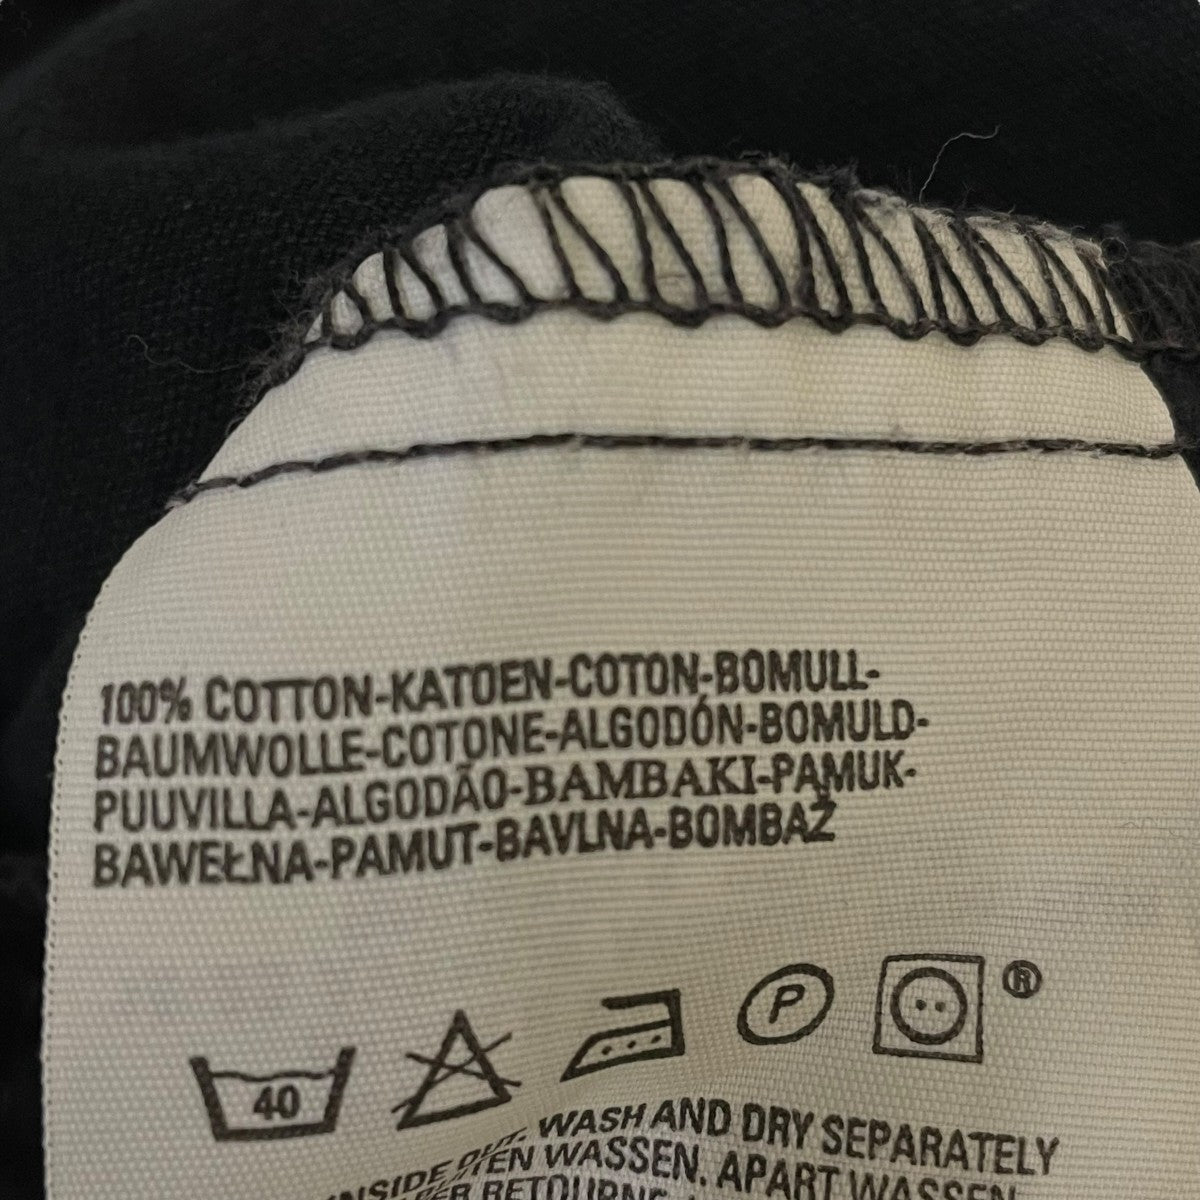 100% COTTON-KATOEN-COTON-BOMULL-
BAUMWOLLE-COTONE-ALGODÓN-BOMULD-
PUUVILLA-ALGODÃO-BAMBAKI-PAMUK-
BAWEŁNA-PAMUT-BAVLNA-BOMBAŽ
40 P ®
WASH AND DRY SEPARATELY
WASSEN. APART WASSEN